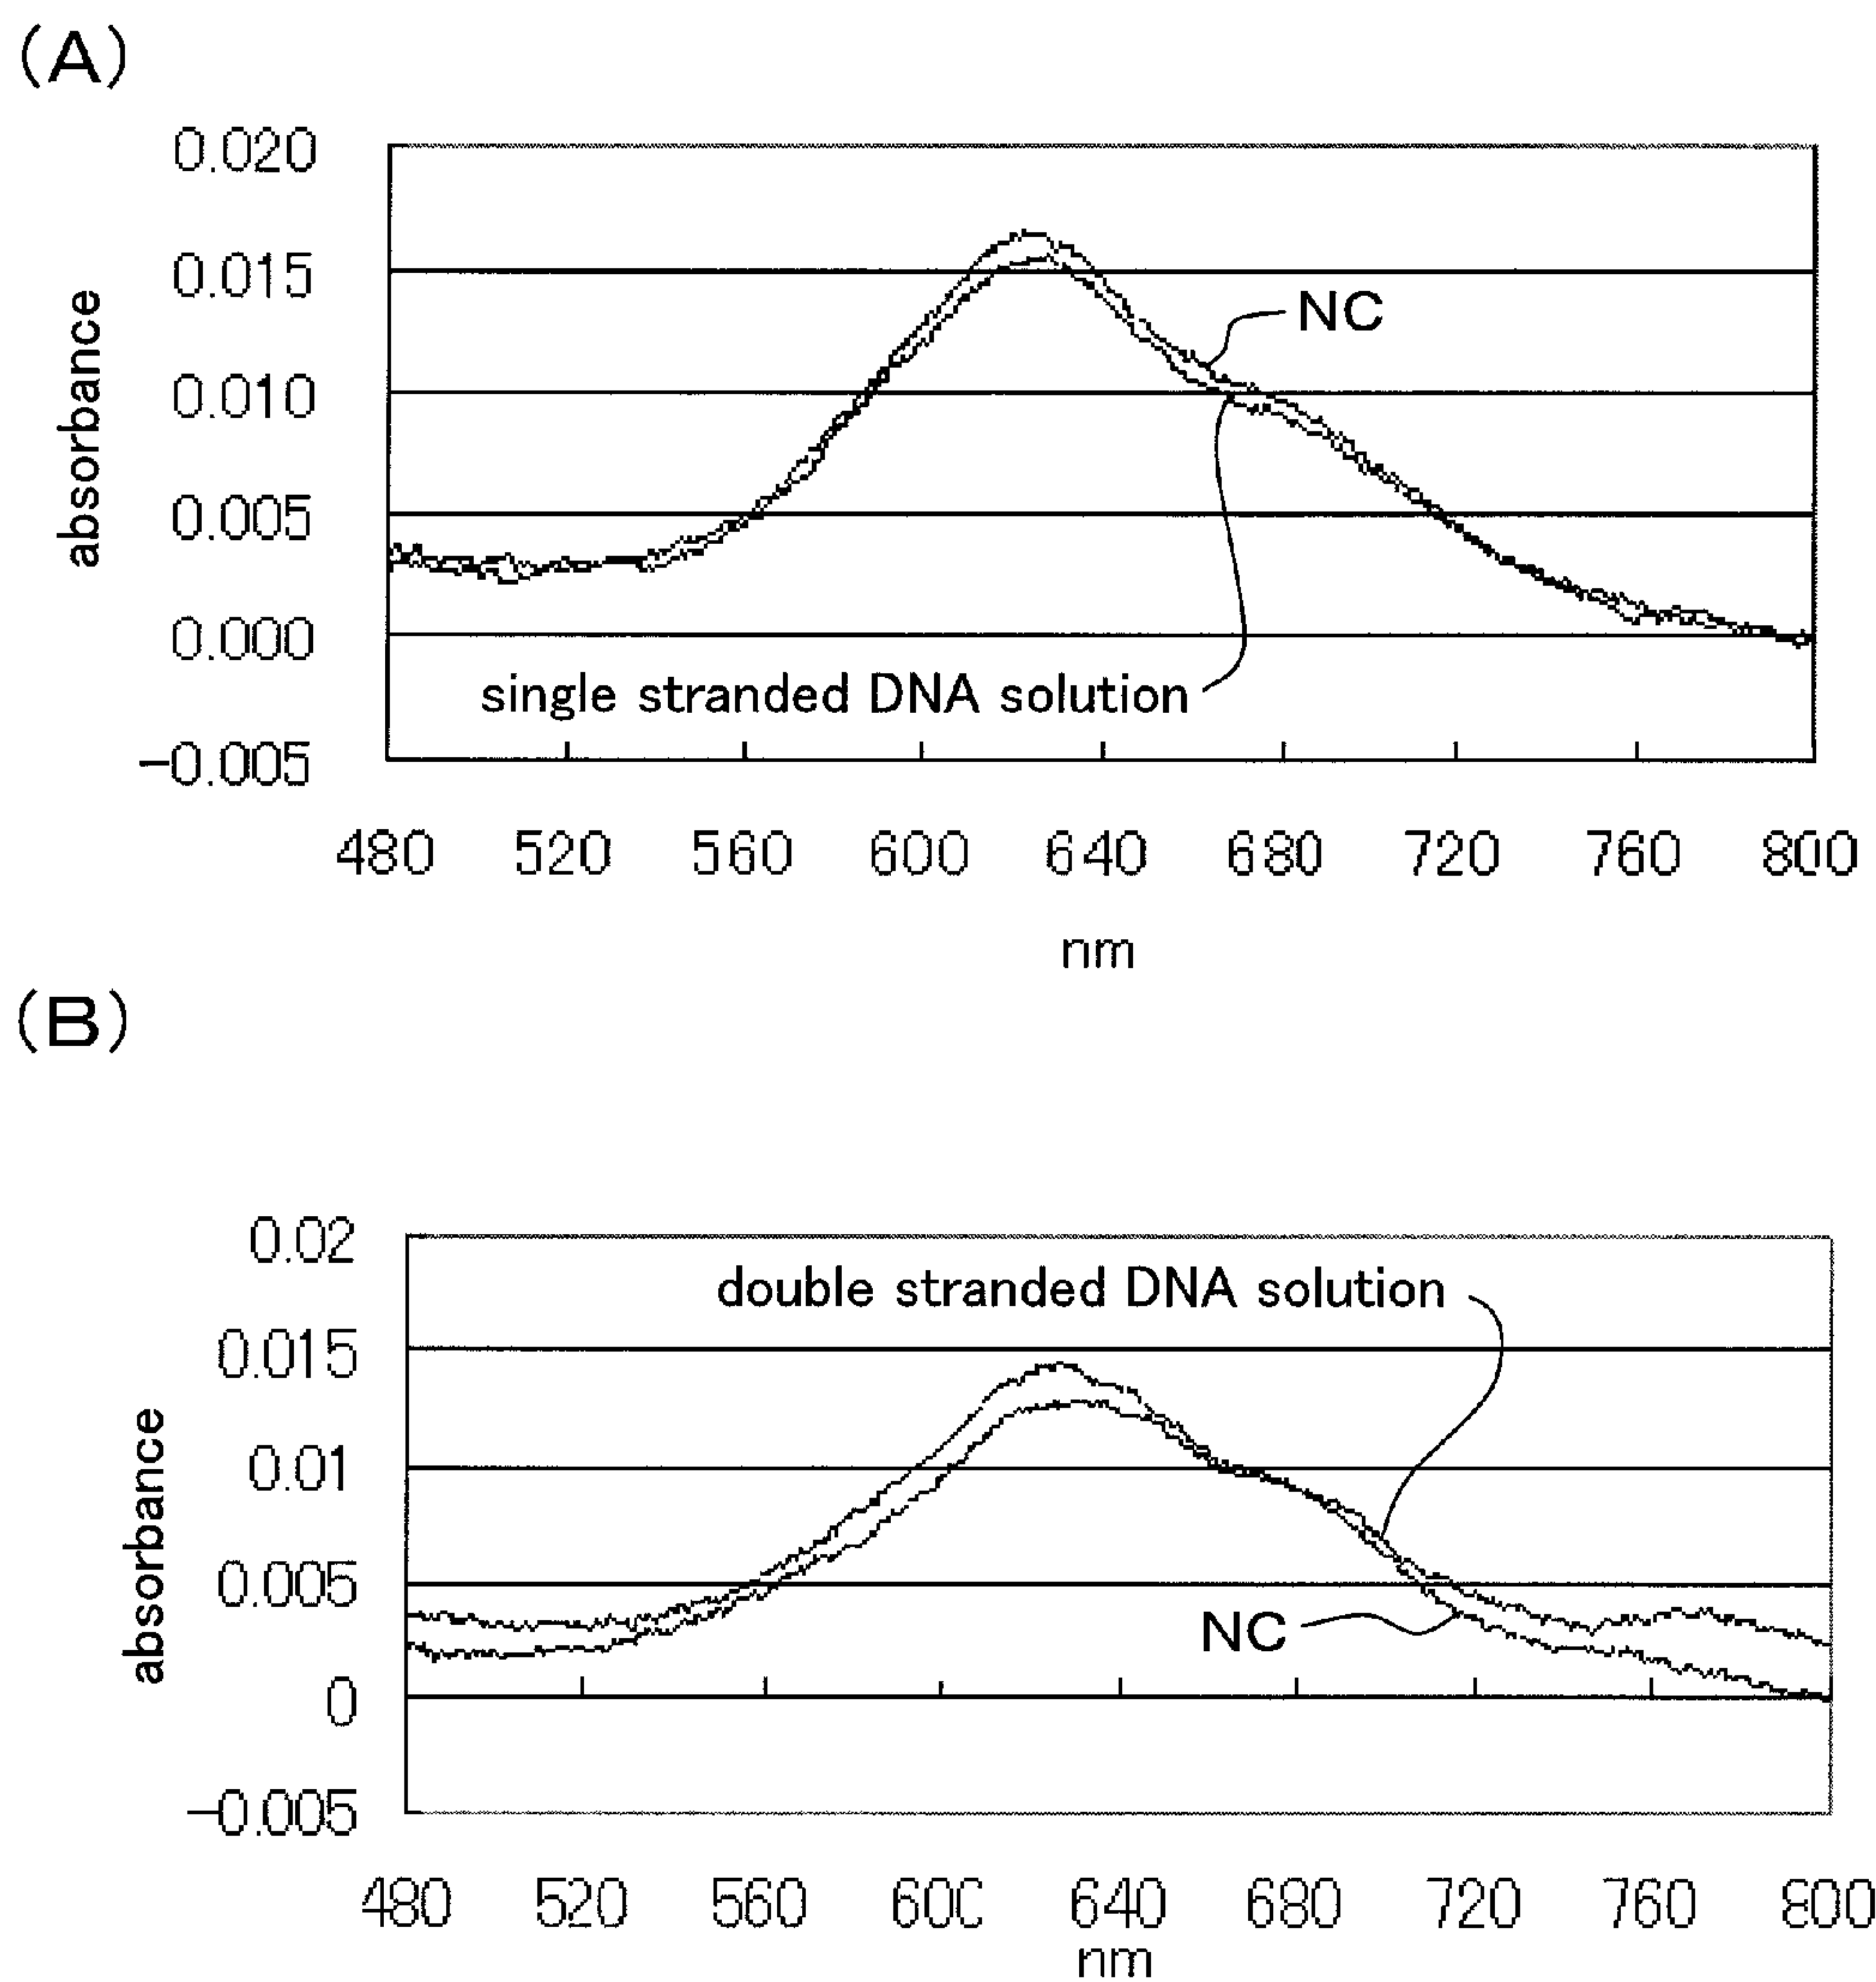 (A)
0.020
0.015
NC
0.010
0.005
0.000
single stranded DNA solution
-0.005
absorbance
480 520 560 600 640 680 720 760 800
nm
(B)
0.02
double stranded DNA solution
0.015
0.01
0.005
NC
0
-0.005
absorbance
480 520 560 600 640 680 720 760 800
nm